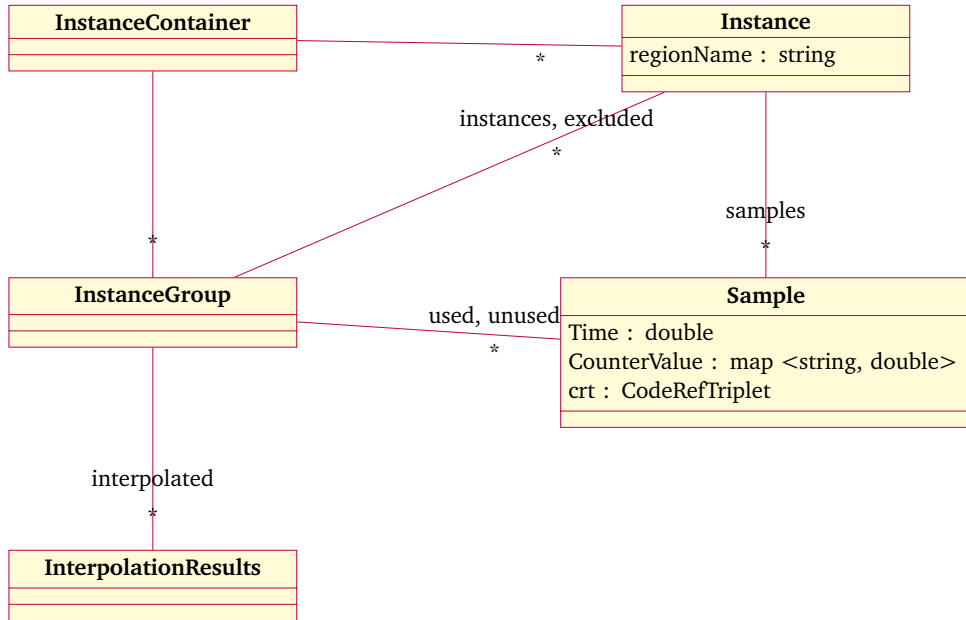 InstanceContainer
Instance
regionName : string
*
instances, excluded
*
samples
*
*
InstanceGroup
Sample
used, unused
*
Time : double
CounterValue : map <string, double>
crt : CodeRefTriplet
interpolated
*
InterpolationResults